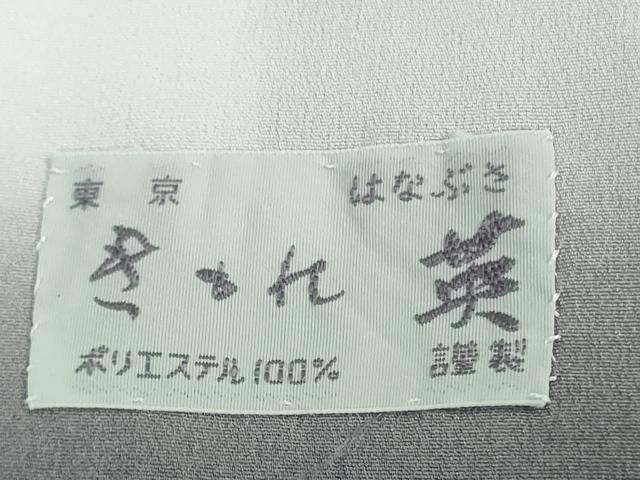 東京 はなぶさ
英
ポリエステル100% 謹製